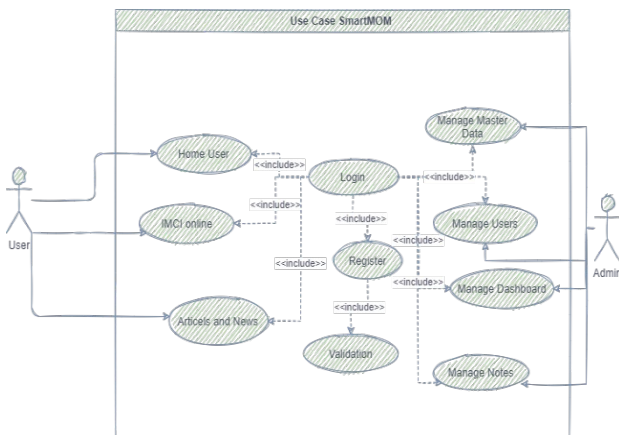 Use Case SmartMOM
Manage Master
Data
Home User
<<include>>
Login
<<include>>
IMCI online
<<include>>
<<include>>
Manage Users
User
Admin
<<include>>
<<include>>
Register
<<include>>
Manage Dashboard
<<include>>
Articels and News
Validation
Manage Notes